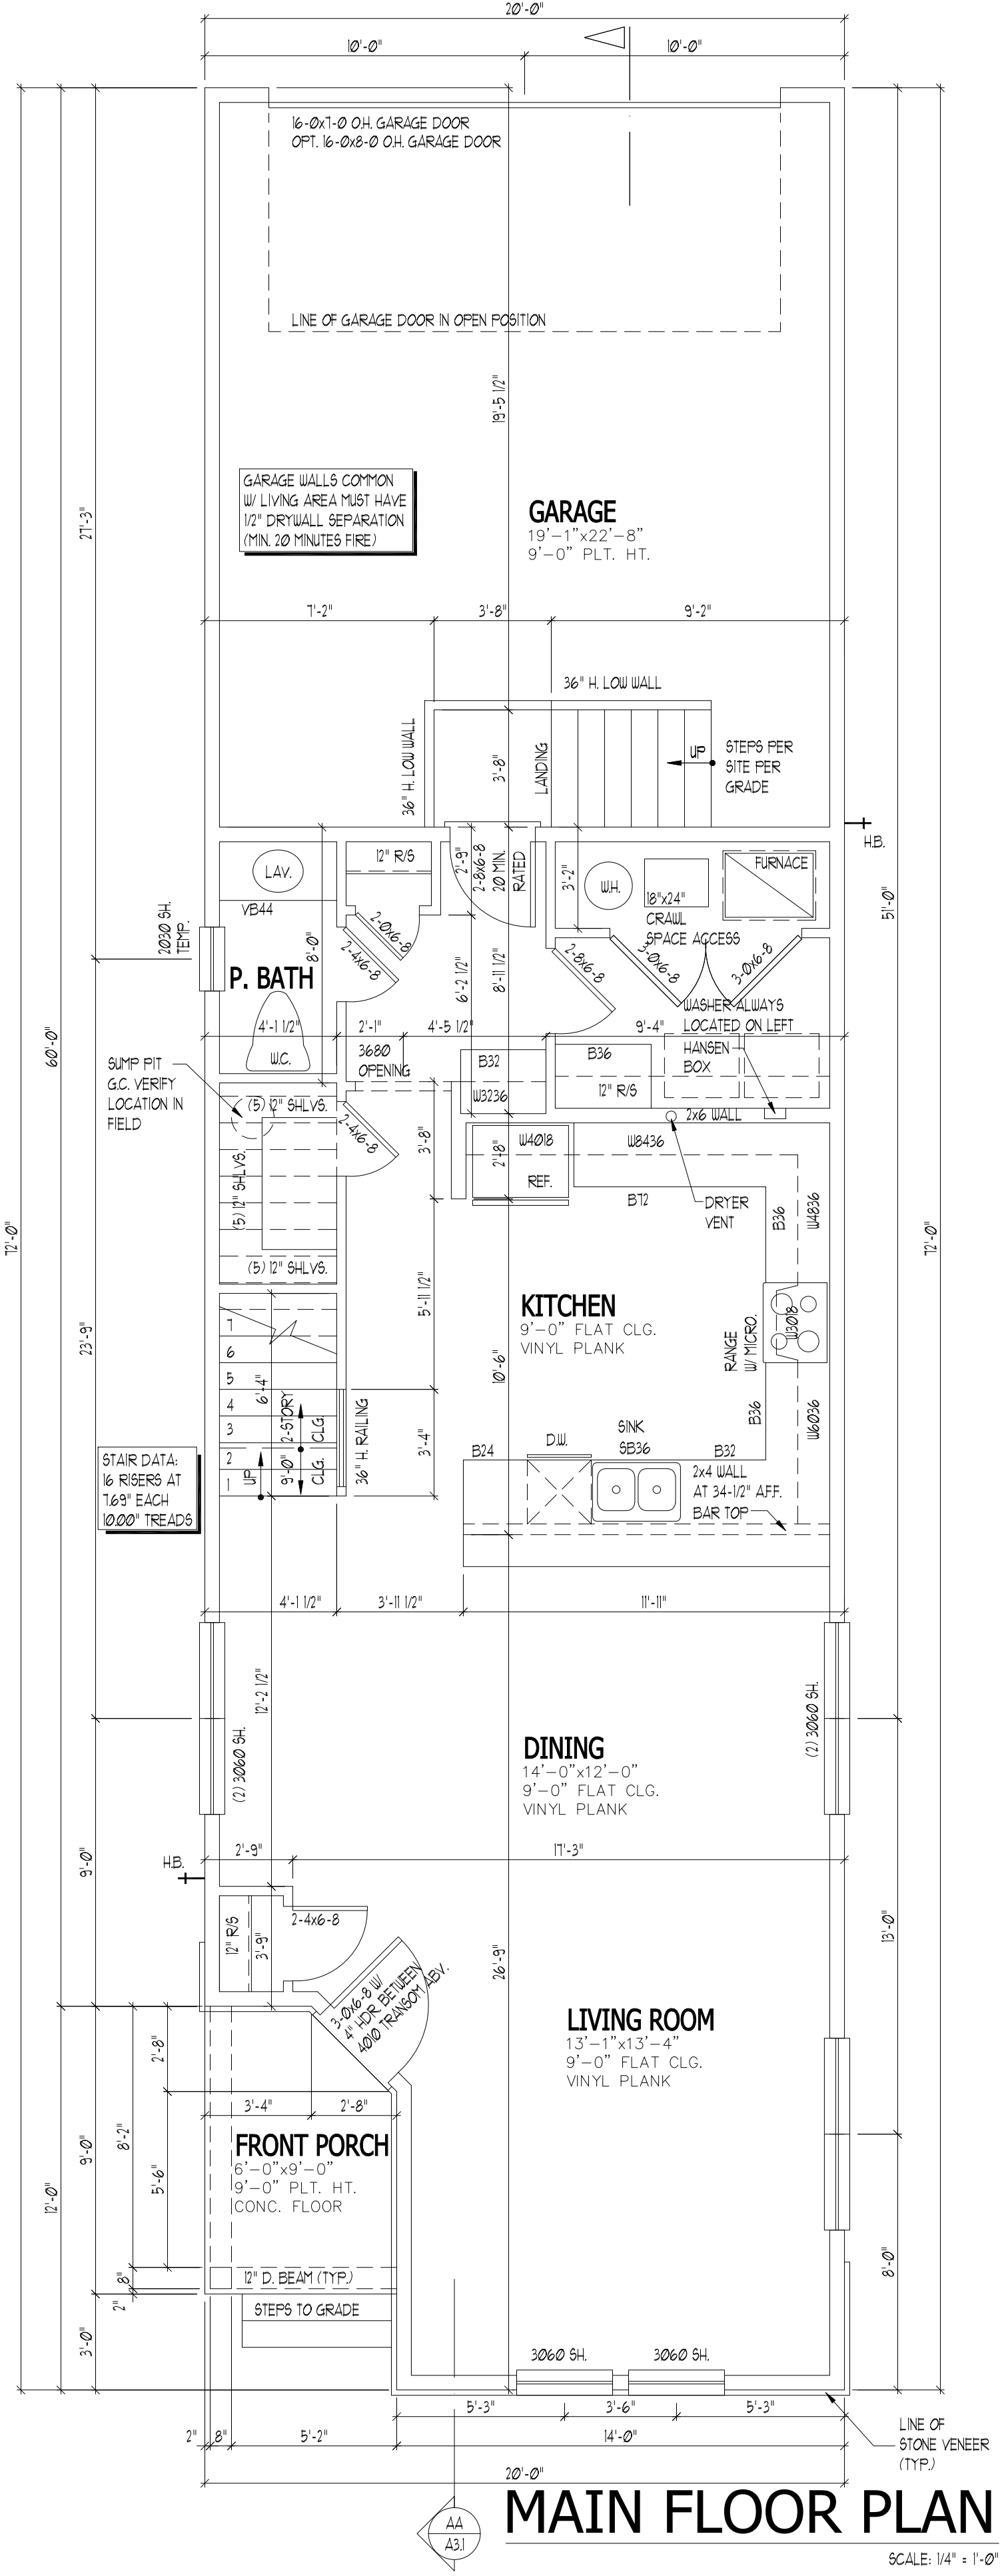 20'-0"
10'-0"
10'-0"
16-0x7-0 O.H. GARAGE DOOR
OPT. 16-0x8-0 O.H. GARAGE DOOR
LINE OF GARAGE DOOR IN OPEN POSITION
19'-5 1/2"
GARAGE WALLS COMMON
W/ LIVING AREA MUST HAVE
1/2" DRYWALL SEPARATION
(MIN. 20 MINUTES FIRE)
GARAGE
19'-1"x22'-8"
9'-0" PLT. HT.
27'-3"
7'-2"
3'-8"
9'-2"
36" H. LOW WALL
36" H. LOW WALL
3'-8"
LANDING
UP
STEPS PER
SITE PER
GRADE
H.B.
LAV.
VB44
12" R/S
2'-9"
2-8x6-8
20 MIN.
RATED
3'-2"
W.H.
18"x24"
CRAWL
SPACE ACCESS
FURNACE
51'-0"
2030 SH.
TEMP.
8'-0"
2-0x6-8
2-4x6-8
6'-2 1/2"
8'-11 1/2"
2-8x6-8
3-0x6-8
3-0x6-8
P. BATH
WASHER ALWAYS
LOCATED ON LEFT
4'-1 1/2"
2'-1"
4'-5 1/2"
9'-4"
60'-0"
W.C.
3680
OPENING
B32
B36
HANSEN
BOX
SUMP PIT
G.C. VERIFY
LOCATION IN
FIELD
(5) 12" SHLVS.
W3236
12" R/S
2x6 WALL
2-4x6-8
3'-8"
2'-8"
W4018
W8436
REF.
(5) 12" SHLVS.
B72
DRYER
VENT
B36
W4836
72'-0"
72'-0"
(5) 12" SHLVS.
5'-11 1/2"
KITCHEN
9'-0" FLAT CLG.
VINYL PLANK
RANGE
W/ MICRO.
W3018
23'-9"
7
6
5
4
3
2
1
6'-4"
2-STORY
CLG.
9'-0"
CLG.
UP
36" H. RAILING
3'-4"
10'-6"
B36
W6036
STAIR DATA:
16 RISERS AT
7.69" EACH
10.00" TREADS
B24
D.W.
SINK
SB36
B32
2x4 WALL
AT 34-1/2" A.F.F.
BAR TOP
4'-1 1/2"
3'-11 1/2"
11'-11"
12'-2 1/2"
(2) 3060 SH.
(2) 3060 SH.
DINING
14'-0"x12'-0"
9'-0" FLAT CLG.
VINYL PLANK
9'-0"
2'-9"
17'-3"
H.B.
12" R/S
3'-9"
2-4x6-8
13'-0"
26'-9"
3-0x6-8 W/
4" HDR BETWEEN
4010 TRANSOM ABV.
LIVING ROOM
13'-1"x13'-4"
9'-0" FLAT CLG.
VINYL PLANK
2'-8"
3'-4"
2'-8"
8'-2"
9'-0"
12'-0"
5'-6"
FRONT PORCH
6'-0"x9'-0"
9'-0" PLT. HT.
CONC. FLOOR
8'-0"
8"
2"
12" D. BEAM (TYP.)
STEPS TO GRADE
3'-0"
3060 SH.
3060 SH.
5'-3"
3'-6"
5'-3"
2"
8"
5'-2"
14'-0"
LINE OF
STONE VENEER
(TYP.)
20'-0"
AA
A3.1
MAIN FLOOR PLAN
SCALE: 1/4" = 1'-0"